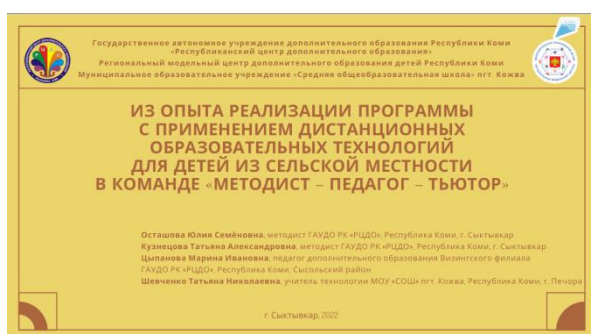 Государственное автономное учреждение дополнительного образования Республики Коми
«Республиканский центр дополнительного образования»
Региональный модельный центр дополнительного образования детей Республики Коми
Муниципальное образовательное учреждение «Средняя общеобразовательная школа» пгт. Кожва
ИЗ ОПЫТА РЕАЛИЗАЦИИ ПРОГРАММЫ
С ПРИМЕНЕНИЕМ ДИСТАНЦИОННЫХ
ОБРАЗОВАТЕЛЬНЫХ ТЕХНОЛОГИЙ
ДЛЯ ДЕТЕЙ ИЗ СЕЛЬСКОЙ МЕСТНОСТИ
В КОМАНДЕ «МЕТОДИСТ – ПЕДАГОГ – ТЬЮТОР»
Осташова Юлия Семёновна, методист ГАУДО РК «РЦДО», Республика Коми, г. Сыктывкар
Кузнецова Татьяна Александровна, методист ГАУДО РК «РЦДО», Республика Коми, г. Сыктывкар
Цыпанова Марина Ивановна, педагог дополнительного образования Визингского филиала
ГАУДО РК «РЦДО», Республика Коми, Сысольский район
Шевченко Татьяна Николаевна, учитель технологии МОУ «СОШ» пгт. Кожва, Республика Коми, г. Печора
г. Сыктывкар, 2022